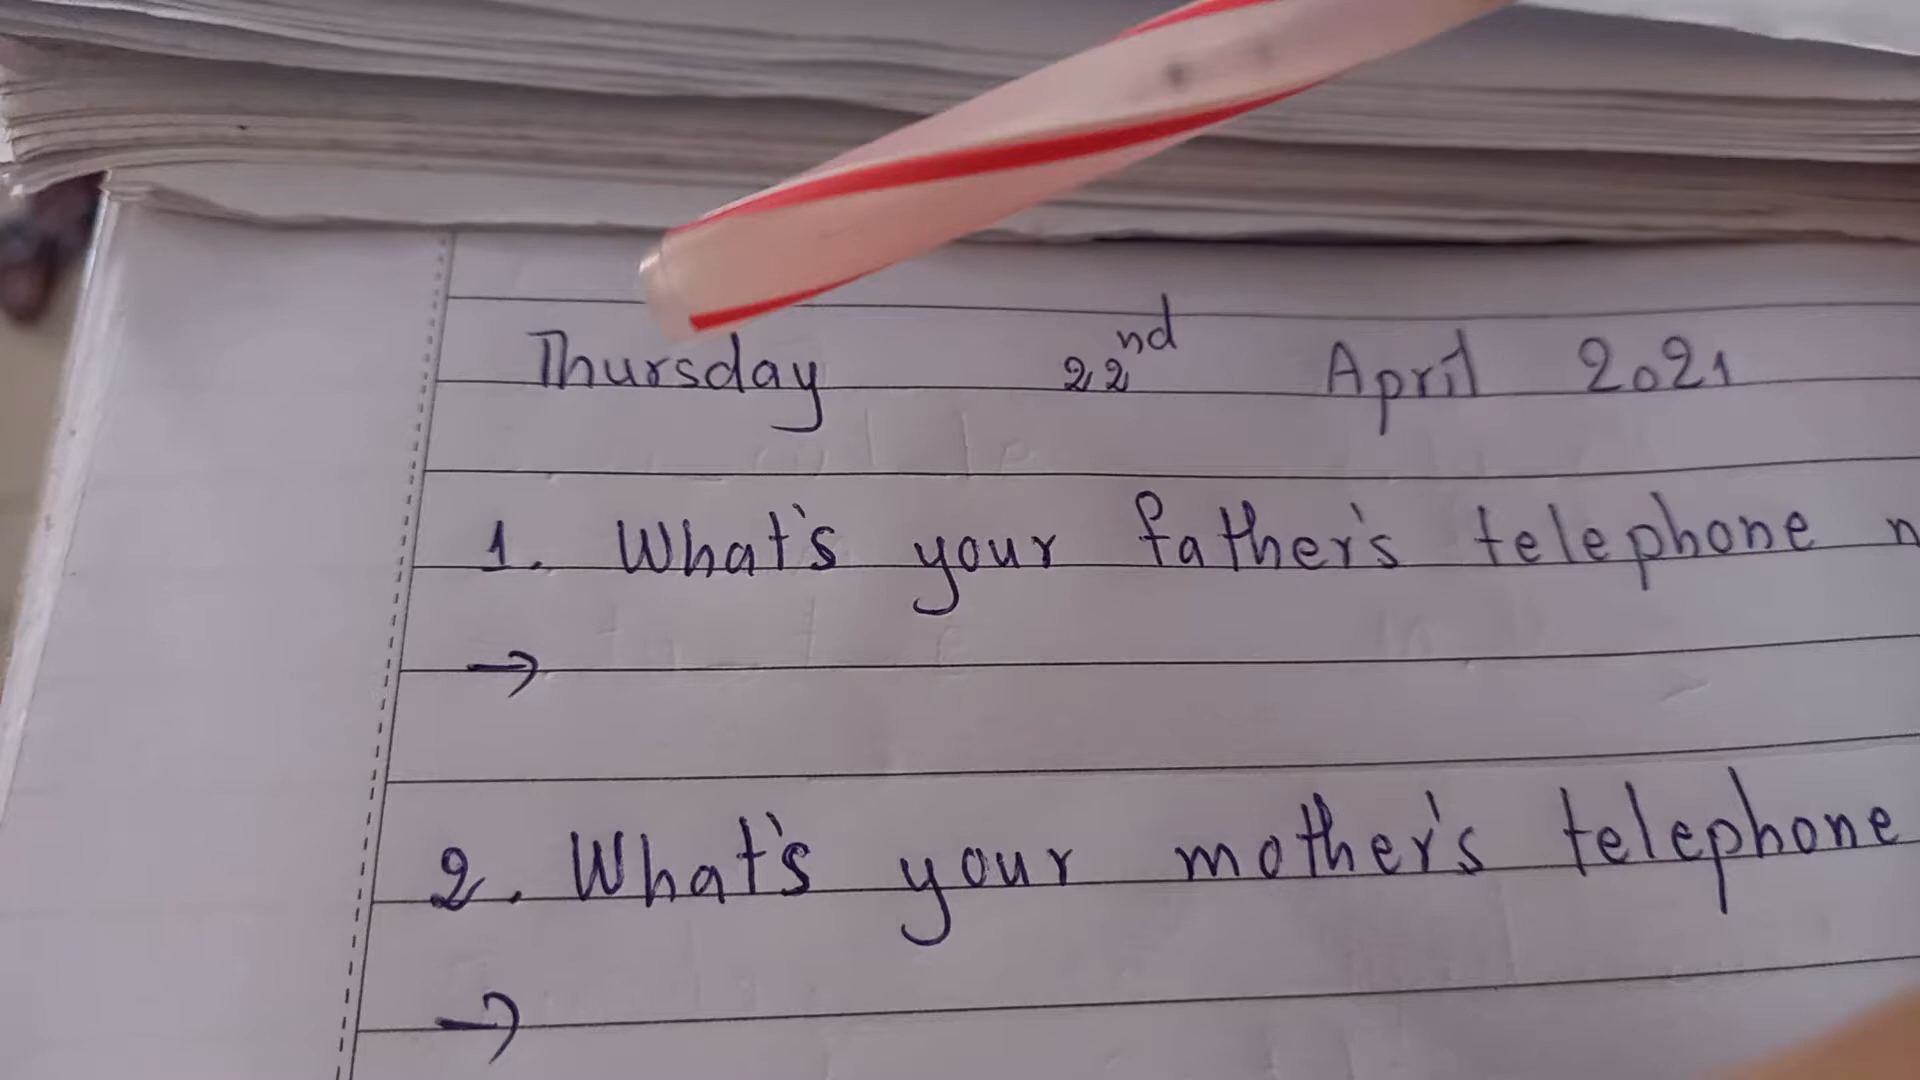 Thursday 22nd April 2021
1. What's your father's telephone n
→
2. What's your mother's telephone
→